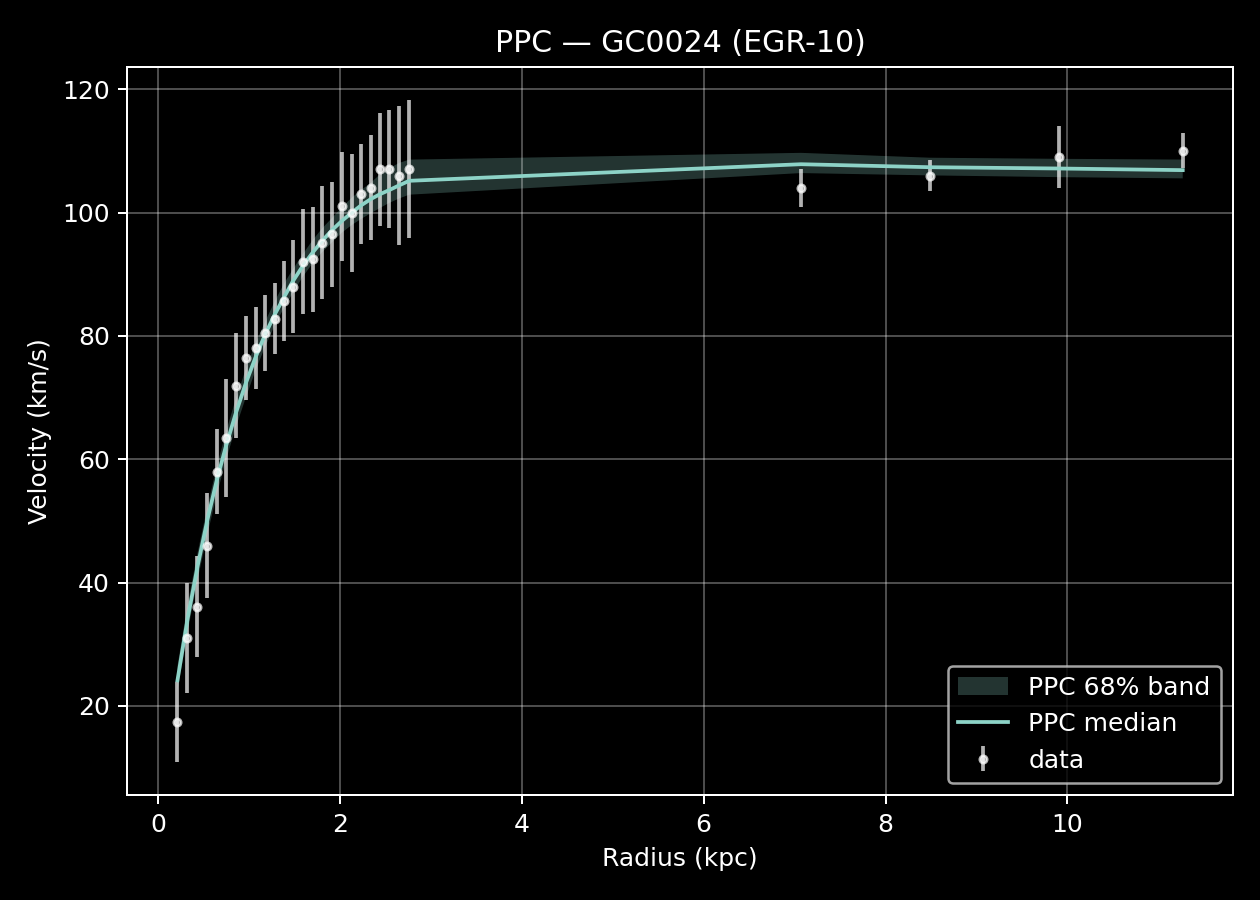 PPC — GC0024 (EGR-10)
120
100
80
60
40
20
Velocity (km/s)
0 2 4 6 8 10
Radius (kpc)
PPC 68% band
PPC median
data